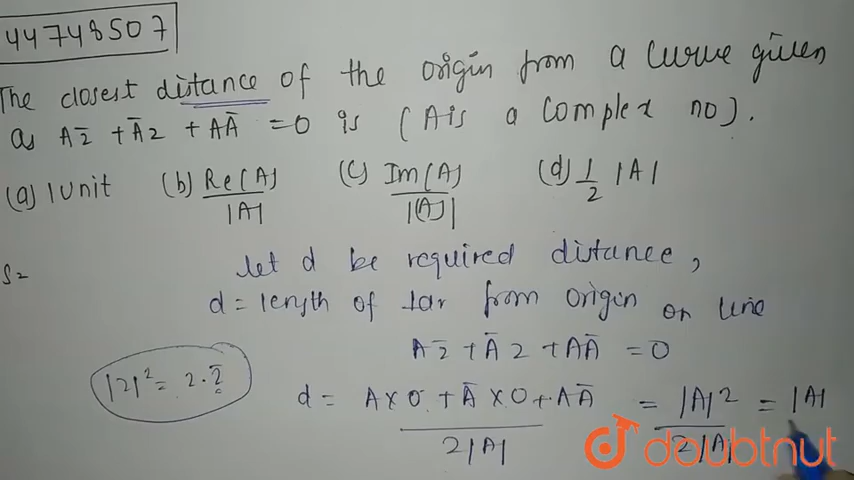 44748507
The closest distance of the origin from a curve given
as Az̄ + Āz + AĀ = 0 is (A is a complex no).
(a) 1 unit (b) Re(A)/|A| (c) Im(A)/|(A)| (d) 1/2 |A|
Sz
let d be required distance,
d = length of ⊥ar from origin on line
Az̄ + Āz + AĀ = 0
|z|² = z·z̄
d = A×0 + Ā×0 + AĀ / 2|A| = |A|² / 2|A| = |A|
doubtnut